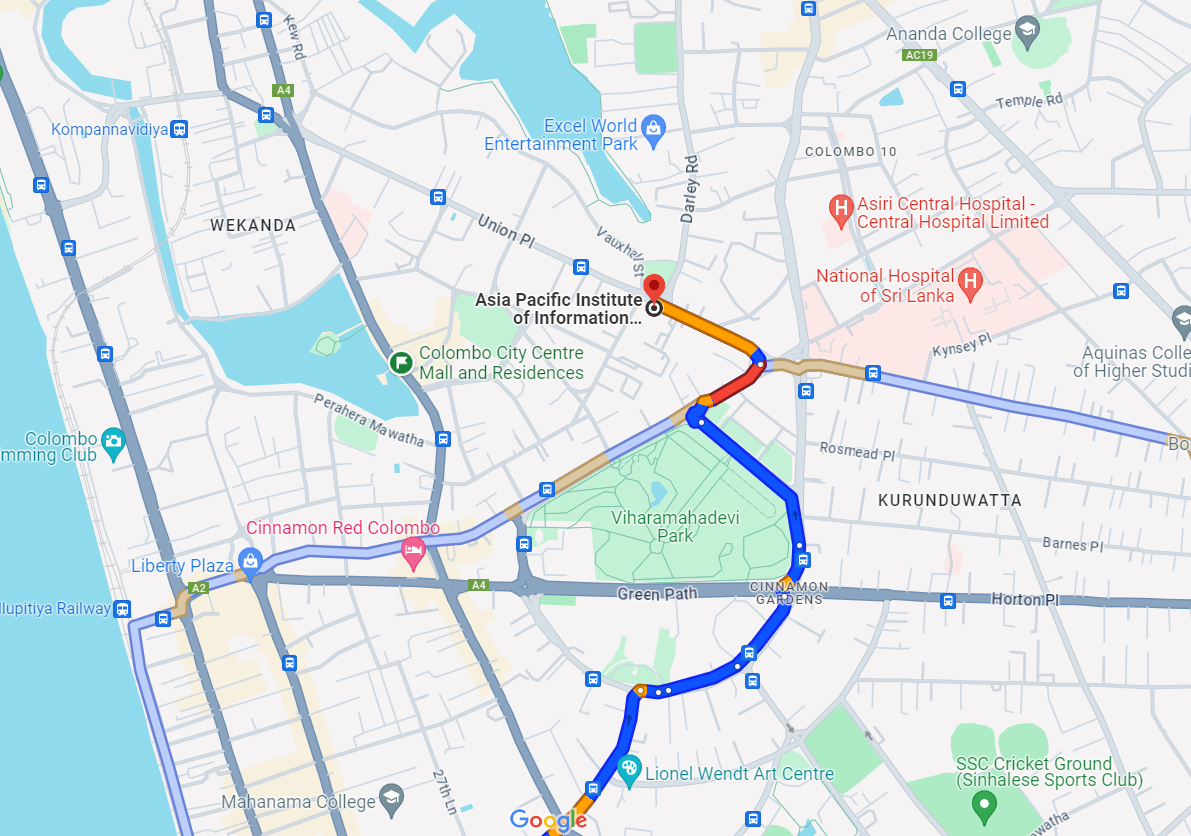 Kew Rd
Ananda College
AC19
A4
Temple Rd
Kompannavidiya
Excel World
Entertainment Park
COLOMBO 10
Darley Rd
Asiri Central Hospital -
Central Hospital Limited
WEKANDA
Union Pl
Vauxhall St
National Hospital
of Sri Lanka
Asia Pacific Institute
of Information...
Kynsey Pl
Colombo City Centre
Mall and Residences
Aquinas Colle
of Higher Studi
Perahera Mawatha
Colombo
mming Club
Bo
Rosmead Pl
KURUNDUWATTA
Viharamahadevi
Park
Cinnamon Red Colombo
Barnes Pl
Liberty Plaza
A2
A4
CINNAMON
GARDENS
Green Path
Horton Pl
llupitiya Railway
SSC Cricket Ground
(Sinhalese Sports Club)
Lionel Wendt Art Centre
27th Ln
Mahanama College
Google
awatha